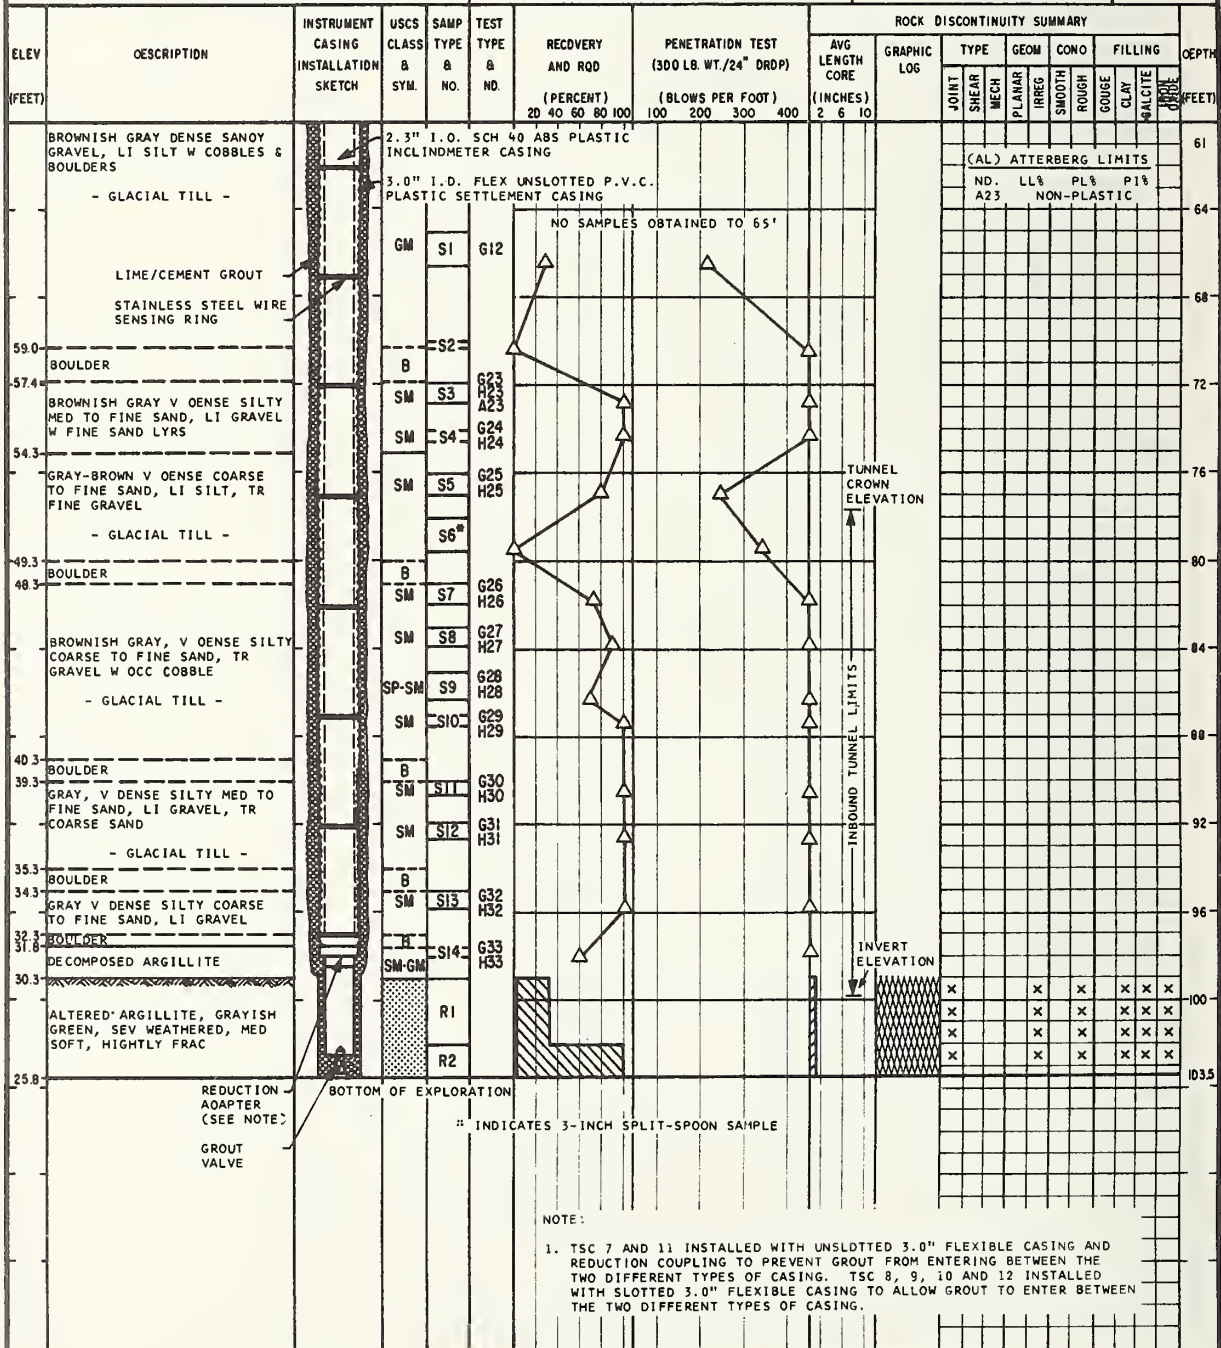 ROCK DISCONTINUITY SUMMARY
ELEV
(FEET)
OESCRIPTION
INSTRUMENT
CASING
INSTALLATION
SKETCH
USCS
CLASS
&
SYM.
SAMP
TYPE
&
NO.
TEST
TYPE
&
ND.
RECOVERY
AND RQD
(PERCENT)
20 40 60 80 100
PENETRATION TEST
(300 LB. WT./24" DRDP)
(BLOWS PER FOOT)
100 200 300 400
AVG
LENGTH
CORE
(INCHES)
2 6 10
GRAPHIC
LOG
TYPE
GEOM
CONO
FILLING
JOINT
SHEAR
MECH
PLANAR
IRREG
SMOOTH
ROUGH
GOUGE
CLAY
CALCITE
IRON OXIDE
OEPTH
(FEET)
BROWNISH GRAY DENSE SANOY
GRAVEL, LI SILT W COBBLES &
BOULDERS
- GLACIAL TILL -
2.3" I.O. SCH 40 ABS PLASTIC
INCLINDMETER CASING
3.0" I.D. FLEX UNSLOTTED P.V.C.
PLASTIC SETTLEMENT CASING
NO SAMPLES OBTAINED TO 65'
(AL) ATTERBERG LIMITS
ND. LL% PL% PI%
A23 NON-PLASTIC
61
64
GM
S1
G12
LIME/CEMENT GROUT
STAINLESS STEEL WIRE
SENSING RING
68
59.0
S2
BOULDER
B
57.4
72
BROWNISH GRAY V OENSE SILTY
MED TO FINE SAND, LI GRAVEL
W FINE SAND LYRS
SM
S3
G23
H23
A23
SM
S4
G24
H24
54.3
GRAY-BROWN V OENSE COARSE
TO FINE SAND, LI SILT, TR
FINE GRAVEL
- GLACIAL TILL -
SM
S5
G25
H25
TUNNEL
CROWN
ELEVATION
76
S6*
49.3
80
BOULDER
B
48.3
SM
S7
G26
H26
BROWNISH GRAY, V OENSE SILTY
COARSE TO FINE SAND, TR
GRAVEL W OCC COBBLE
- GLACIAL TILL -
SM
S8
G27
H27
84
SP-SM
S9
G28
H28
SM
S10
G29
H29
INBOUND TUNNEL LIMITS
88
40.3
BOULDER
B
39.3
GRAY, V DENSE SILTY MED TO
FINE SAND, LI GRAVEL, TR
COARSE SAND
- GLACIAL TILL -
SM
S11
G30
H30
SM
S12
G31
H31
92
35.3
BOULDER
B
34.3
GRAY V DENSE SILTY COARSE
TO FINE SAND, LI GRAVEL
SM
S13
G32
H32
96
32.3
BOULDER
B
31.8
DECOMPOSED ARGILLITE
SM-GM
S14
G33
H33
INVERT
ELEVATION
30.3
100
ALTERED ARGILLITE, GRAYISH
GREEN, SEV WEATHERED, MED
SOFT, HIGHTLY FRAC
R1
R2
x x x x x x
x x x x x x
x x x x x x
x x x x x x
25.8
103.5
REDUCTION
AOAPTER
(SEE NOTE)
GROUT
VALVE
BOTTOM OF EXPLORATION
* INDICATES 3-INCH SPLIT-SPOON SAMPLE
NOTE:
1. TSC 7 AND 11 INSTALLED WITH UNSLDTTED 3.0" FLEXIBLE CASING AND
REDUCTION COUPLING TO PREVENT GROUT FROM ENTERING BETWEEN THE
TWO DIFFERENT TYPES OF CASING. TSC 8, 9, 10 AND 12 INSTALLED
WITH SLOTTED 3.0" FLEXIBLE CASING TO ALLOW GROUT TO ENTER BETWEEN
THE TWO DIFFERENT TYPES OF CASING.